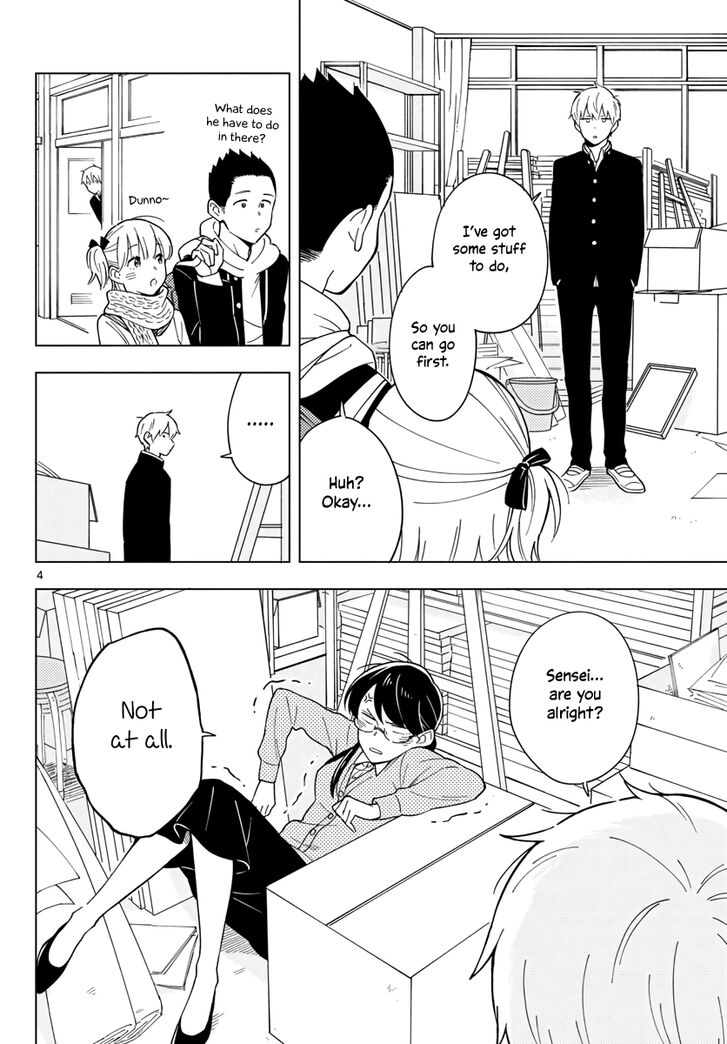 I've got
some stuff
to do,
So you
can go
first.
Huh?
Okay...
What does
he have to do
in there?
Dunno~
.....
4
Sensei...
are you
alright?
Not
at all.